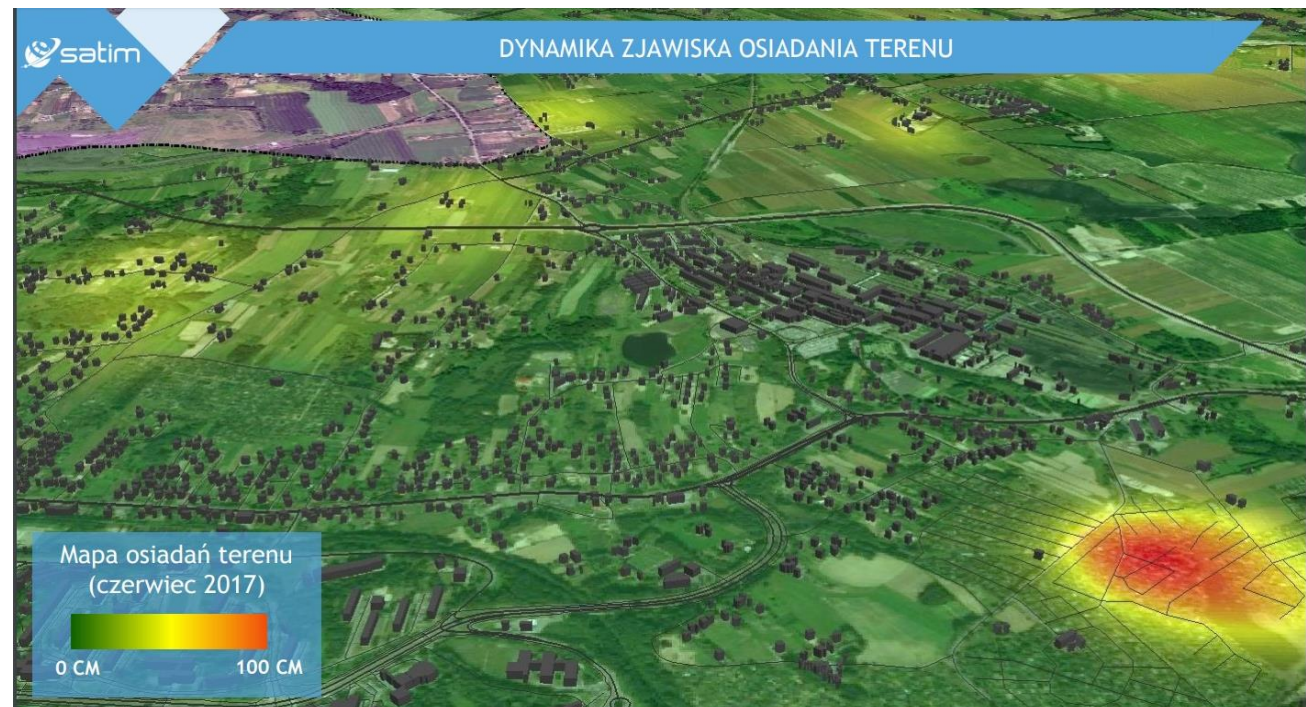 satim
DYNAMIKA ZJAWISKA OSIADANIA TERENU
Mapa osiadań terenu
(czerwiec 2017)
0 CM 100 CM